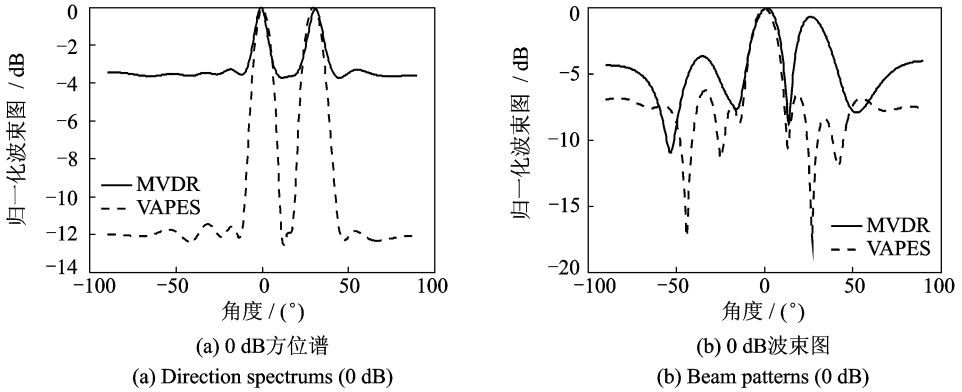 归一化波束图 / dB
0
−2
−4
−6
−8
−10
−12
−14
−100
−50
0
50
100
MVDR
VAPES
角度 / (°)
(a) 0 dB方位谱
(a) Direction spectrums (0 dB)
归一化波束图 / dB
0
−5
−10
−15
−20
−100
−50
0
50
100
MVDR
VAPES
角度 / (°)
(b) 0 dB波束图
(b) Beam patterns (0 dB)